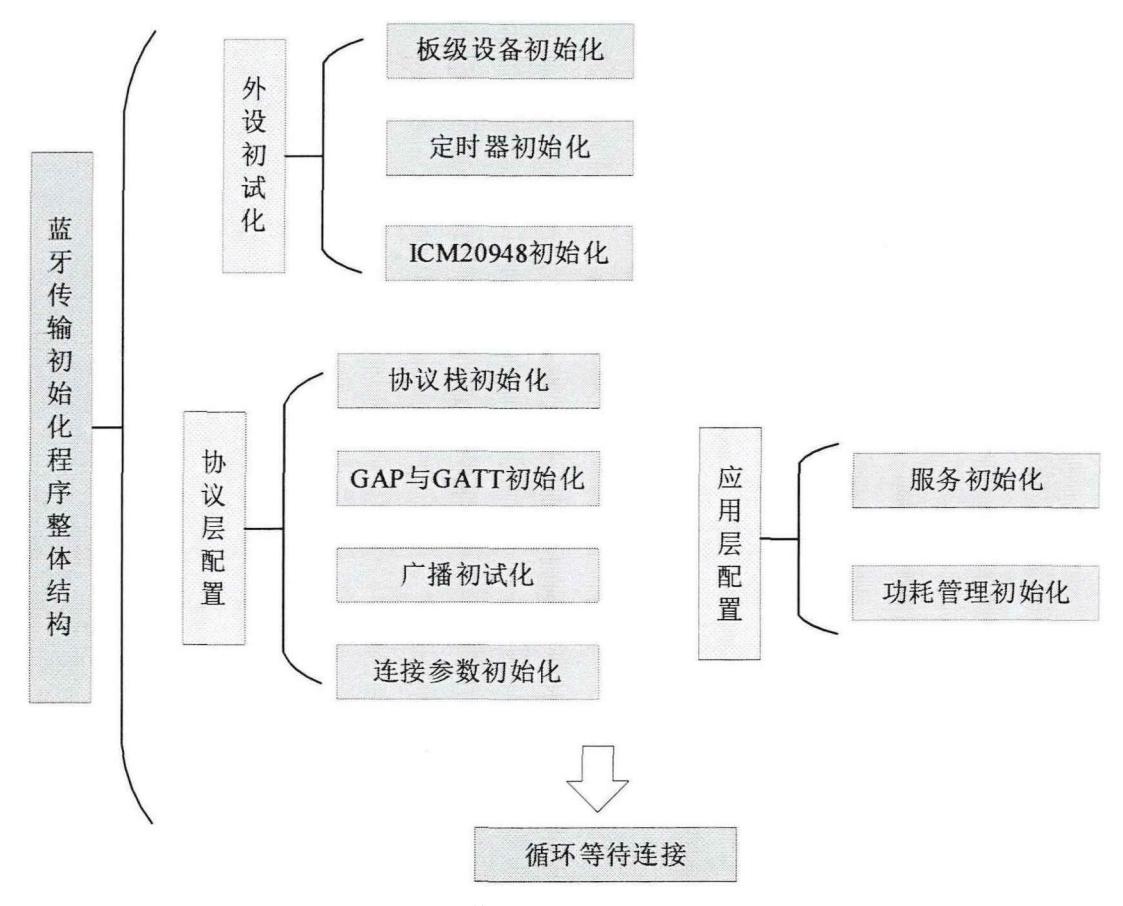 蓝牙传输初始化程序整体结构
外设初试化
板级设备初始化
定时器初始化
ICM20948初始化
协议层配置
协议栈初始化
GAP与GATT初始化
广播初试化
连接参数初始化
应用层配置
服务初始化
功耗管理初始化
循环等待连接